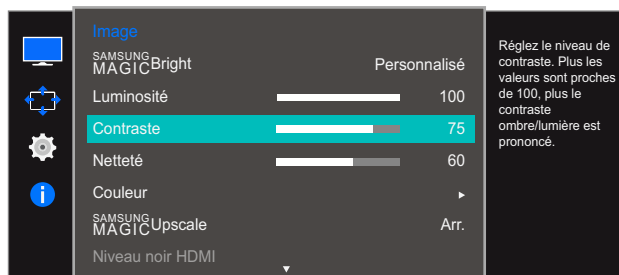 Image
SAMSUNG
MAGICBright Personnalisé
Luminosité 100
Contraste 75
Netteté 60
Couleur
SAMSUNG
MAGICUpscale Arr.
Niveau noir HDMI
Réglez le niveau de
contraste. Plus les
valeurs sont proches
de 100, plus le
contraste
ombre/lumière est
prononcé.